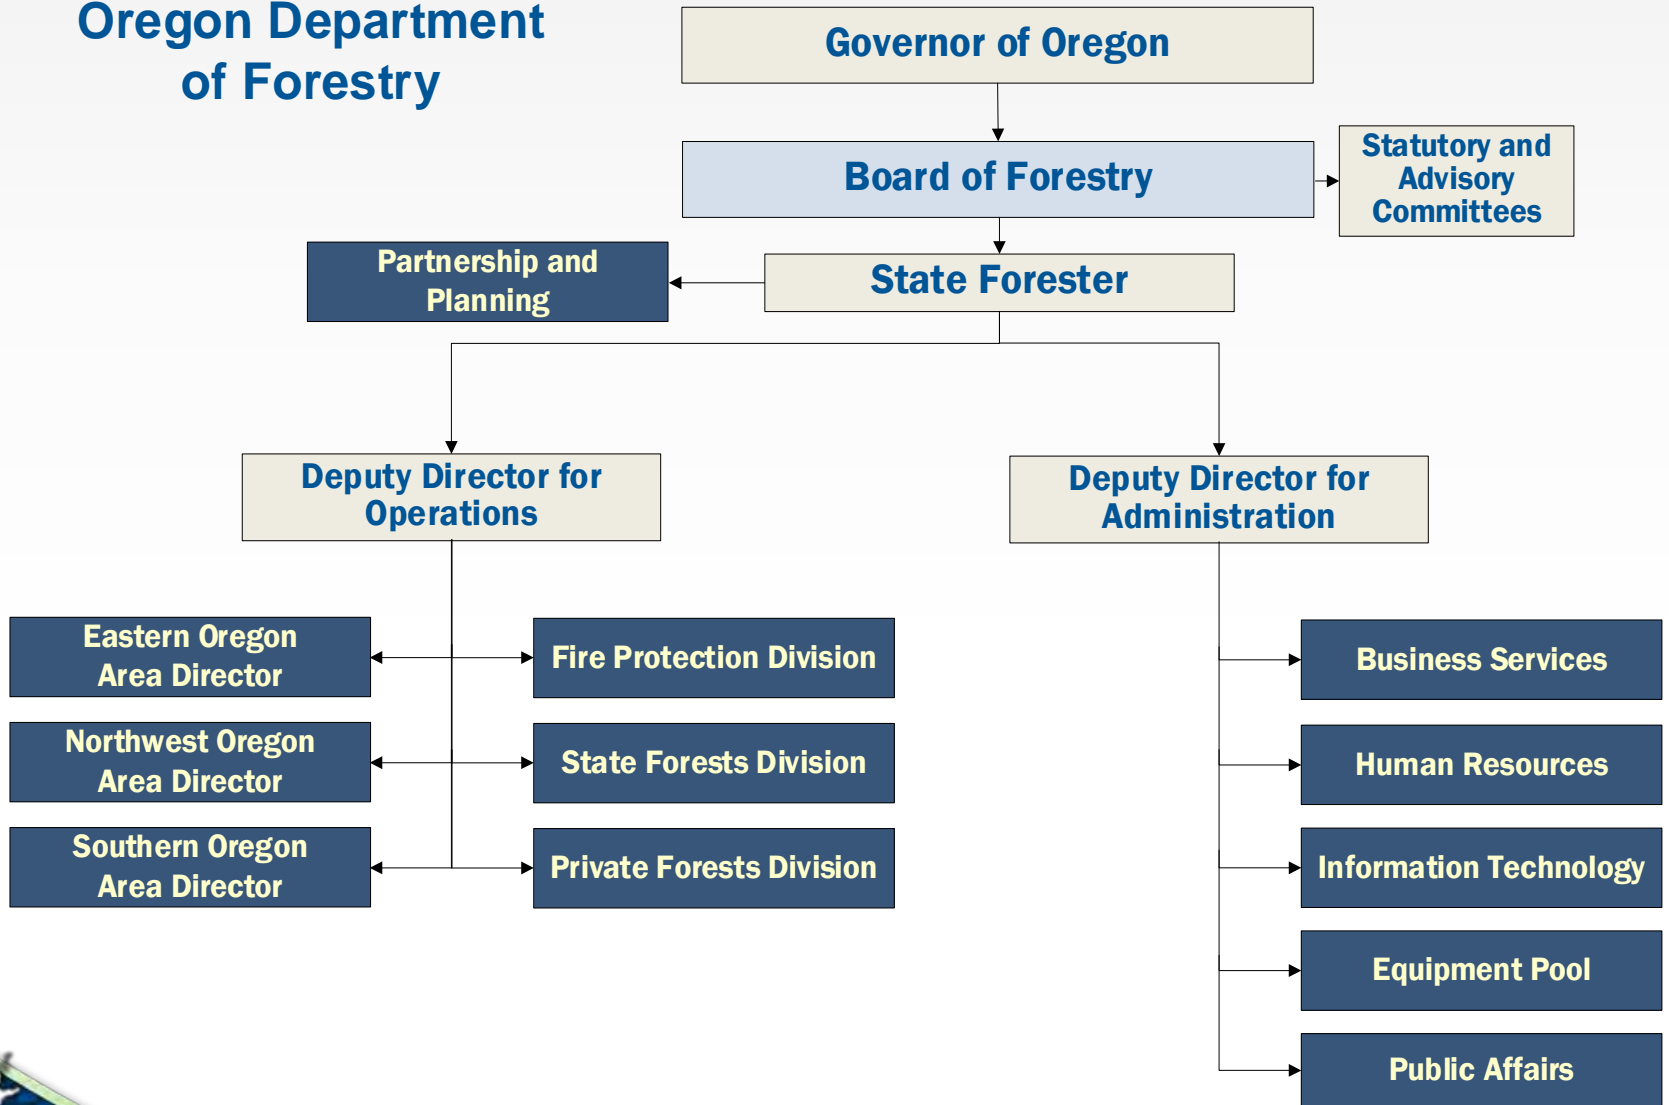 Oregon Department
of Forestry
Governor of Oregon
Board of Forestry
Statutory and
Advisory
Committees
Partnership and
Planning
State Forester
Deputy Director for
Operations
Deputy Director for
Administration
Eastern Oregon
Area Director
Fire Protection Division
Business Services
Northwest Oregon
Area Director
State Forests Division
Human Resources
Southern Oregon
Area Director
Private Forests Division
Information Technology
Equipment Pool
Public Affairs